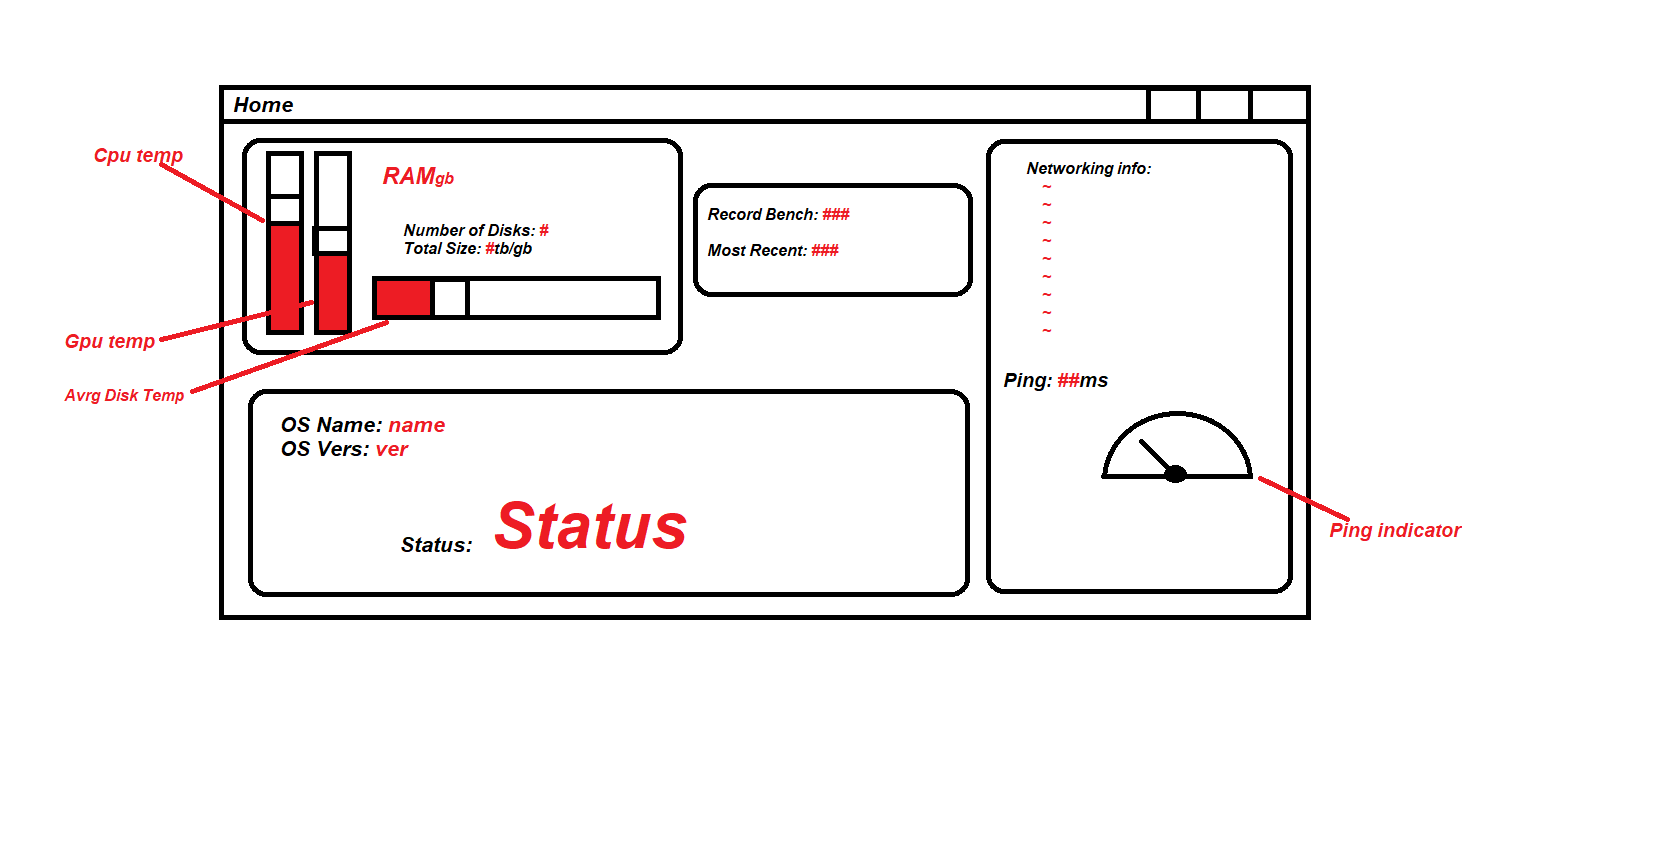 Home
Cpu temp
RAMgb
Number of Disks: #
Total Size: #tb/gb
Gpu temp
Avrg Disk Temp
Record Bench: ###
Most Recent: ###
Networking info:
~
~
~
~
~
~
~
~
~
Ping: ##ms
Ping indicator
OS Name: name
OS Vers: ver
Status: Status